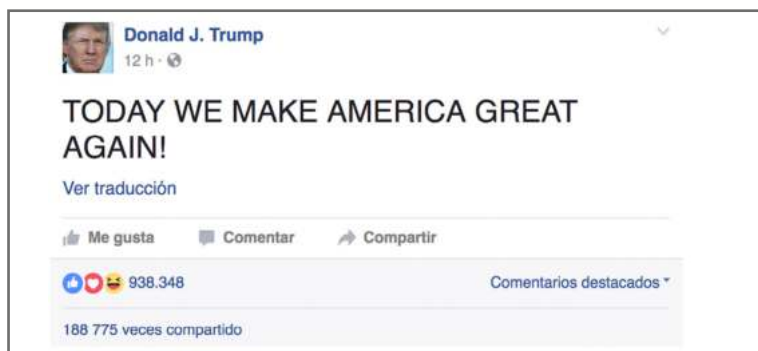 Donald J. Trump
12 h ·
TODAY WE MAKE AMERICA GREAT
AGAIN!
Ver traducción
Me gusta Comentar Compartir
938.348 Comentarios destacados
188 775 veces compartido